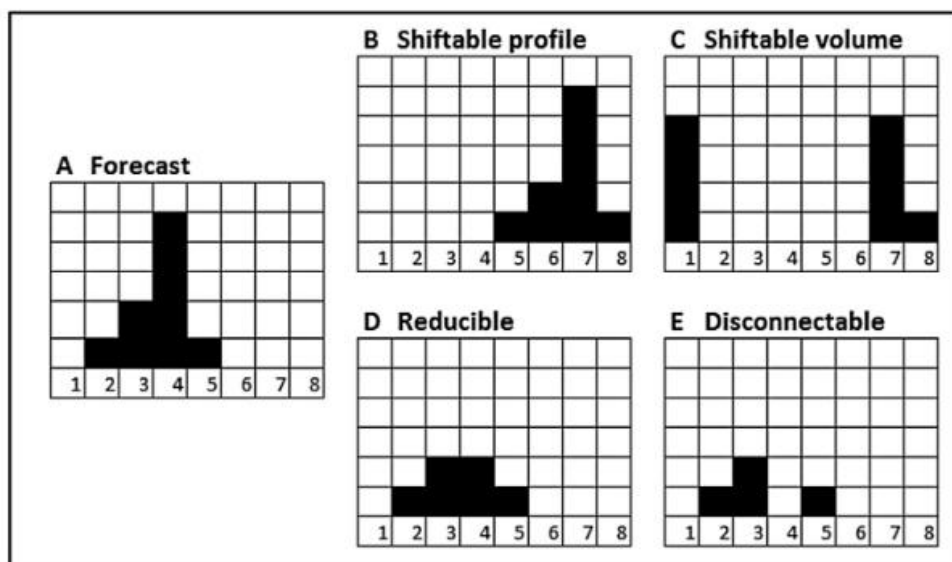 B Shiftable profile
C Shiftable volume
A Forecast
1 2 3 4 5 6 7 8
1 2 3 4 5 6 7 8
1 2 3 4 5 6 7 8
D Reducible
E Disconnectable
1 2 3 4 5 6 7 8
1 2 3 4 5 6 7 8